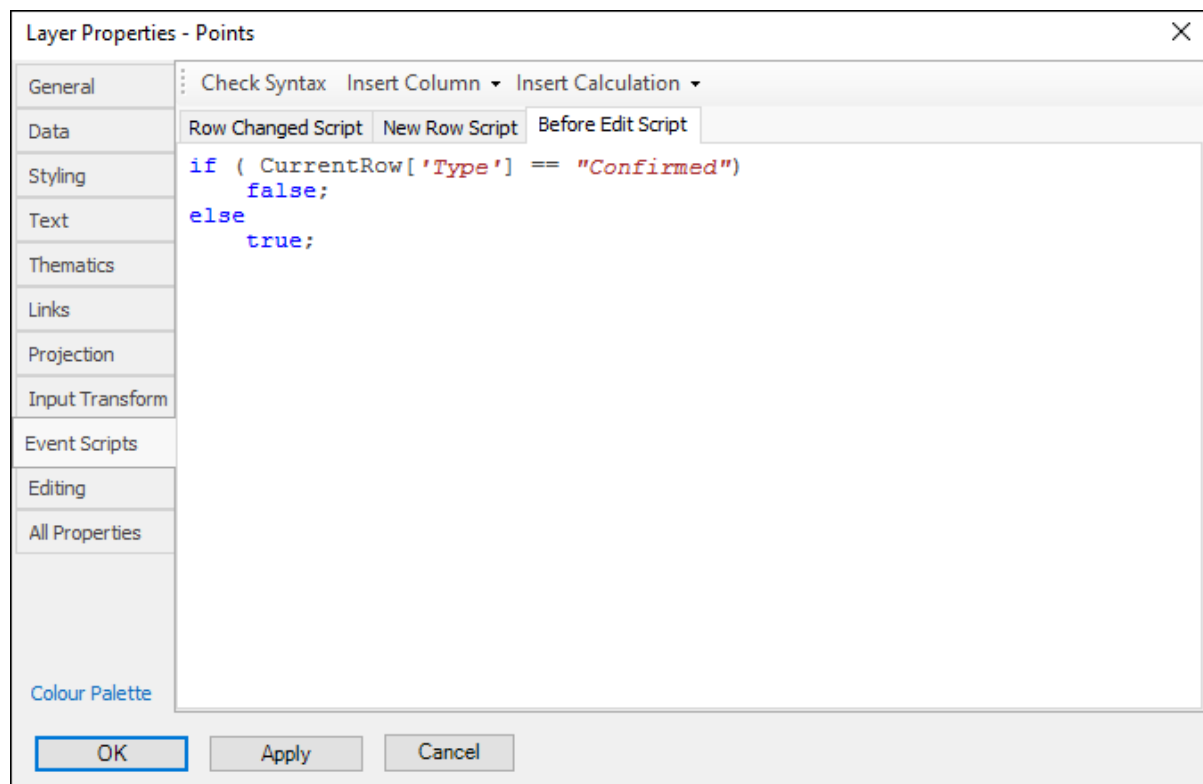 Layer Properties - Points
General
Data
Styling
Text
Thematics
Links
Projection
Input Transform
Event Scripts
Editing
All Properties
Colour Palette
Check Syntax Insert Column Insert Calculation
Row Changed Script New Row Script Before Edit Script
if ( CurrentRow['Type'] == "Confirmed")
    false;
else
    true;
OK Apply Cancel